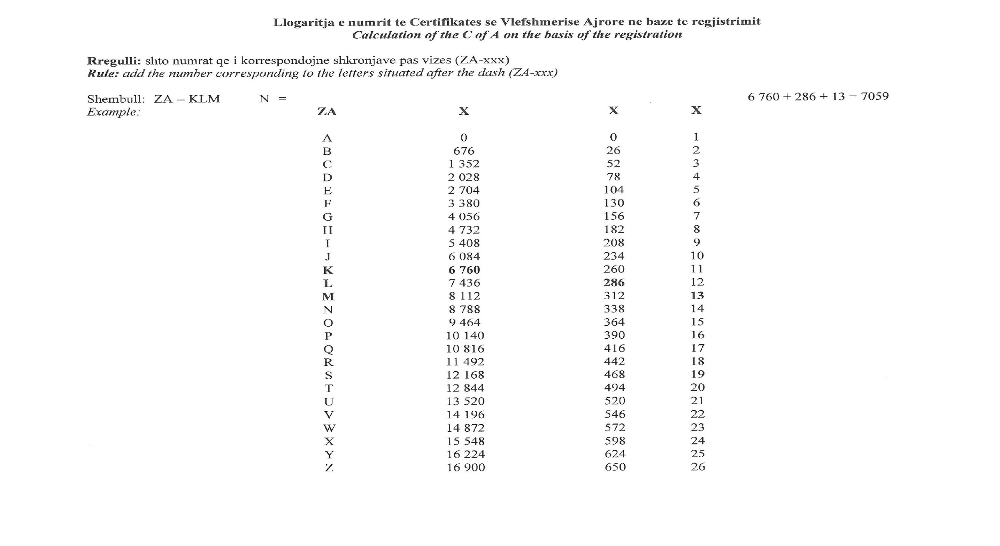 Llogaritja e numrit te Certifikates se Vlefshmerise Ajrore ne baze te regjistrimit
Calculation of the C of A on the basis of the registration
Rregulli: shto numrat qe i korrespondojne shkronjave pas vizes (ZA-xxx)
Rule: add the number corresponding to the letters situated after the dash (ZA-xxx)
Shembull: ZA – KLM N = 6 760 + 286 + 13 = 7059
Example:
ZA X X X
A 0 0 1
B 676 26 2
C 1 352 52 3
D 2 028 78 4
E 2 704 104 5
F 3 380 130 6
G 4 056 156 7
H 4 732 182 8
I 5 408 208 9
J 6 084 234 10
K 6 760 260 11
L 7 436 286 12
M 8 112 312 13
N 8 788 338 14
O 9 464 364 15
P 10 140 390 16
Q 10 816 416 17
R 11 492 442 18
S 12 168 468 19
T 12 844 494 20
U 13 520 520 21
V 14 196 546 22
W 14 872 572 23
X 15 548 598 24
Y 16 224 624 25
Z 16 900 650 26